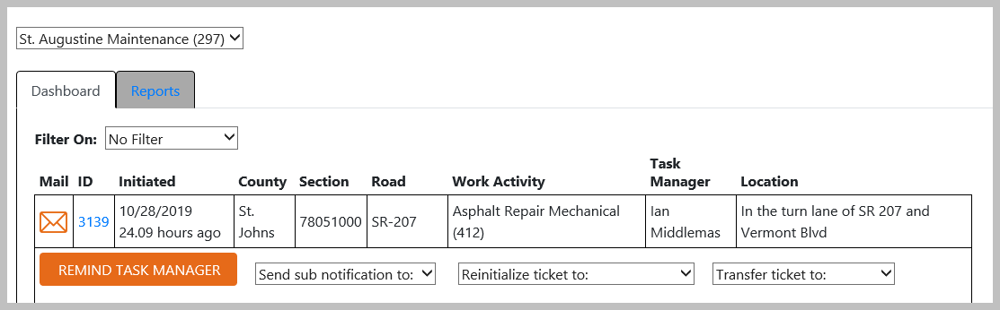 St. Augustine Maintenance (297)
Dashboard Reports
Filter On: No Filter
Mail ID Initiated County Section Road Work Activity Task Manager Location
3139 10/28/2019 24.09 hours ago St. Johns 78051000 SR-207 Asphalt Repair Mechanical (412) Ian Middlemas In the turn lane of SR 207 and Vermont Blvd
REMIND TASK MANAGER Send sub notification to: Reinitialize ticket to: Transfer ticket to: